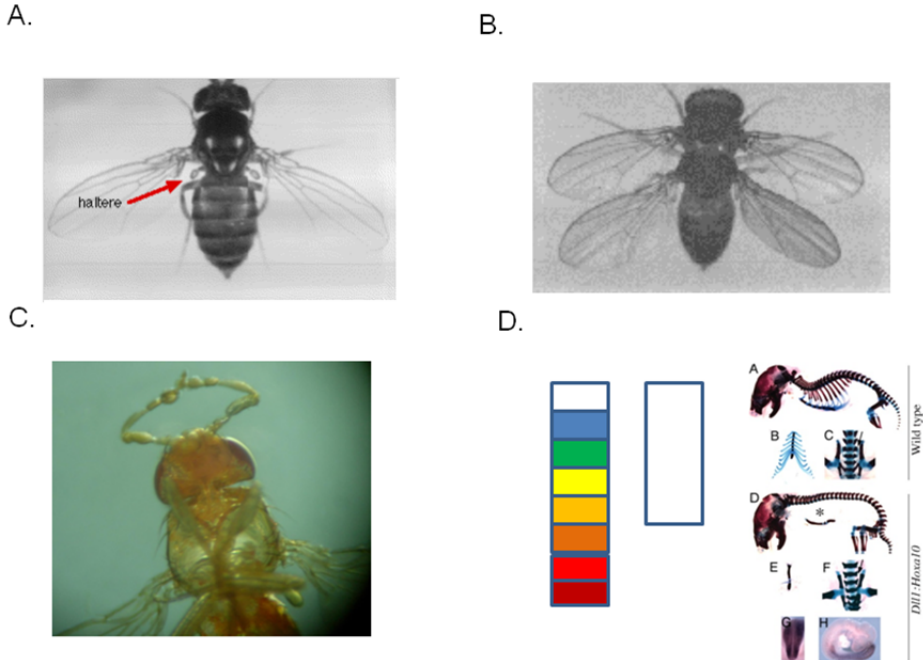 A.
B.
haltere
C.
D.
A
B
C
Wild type
D
*
E
F
G
H
Dll1:Hoxa10